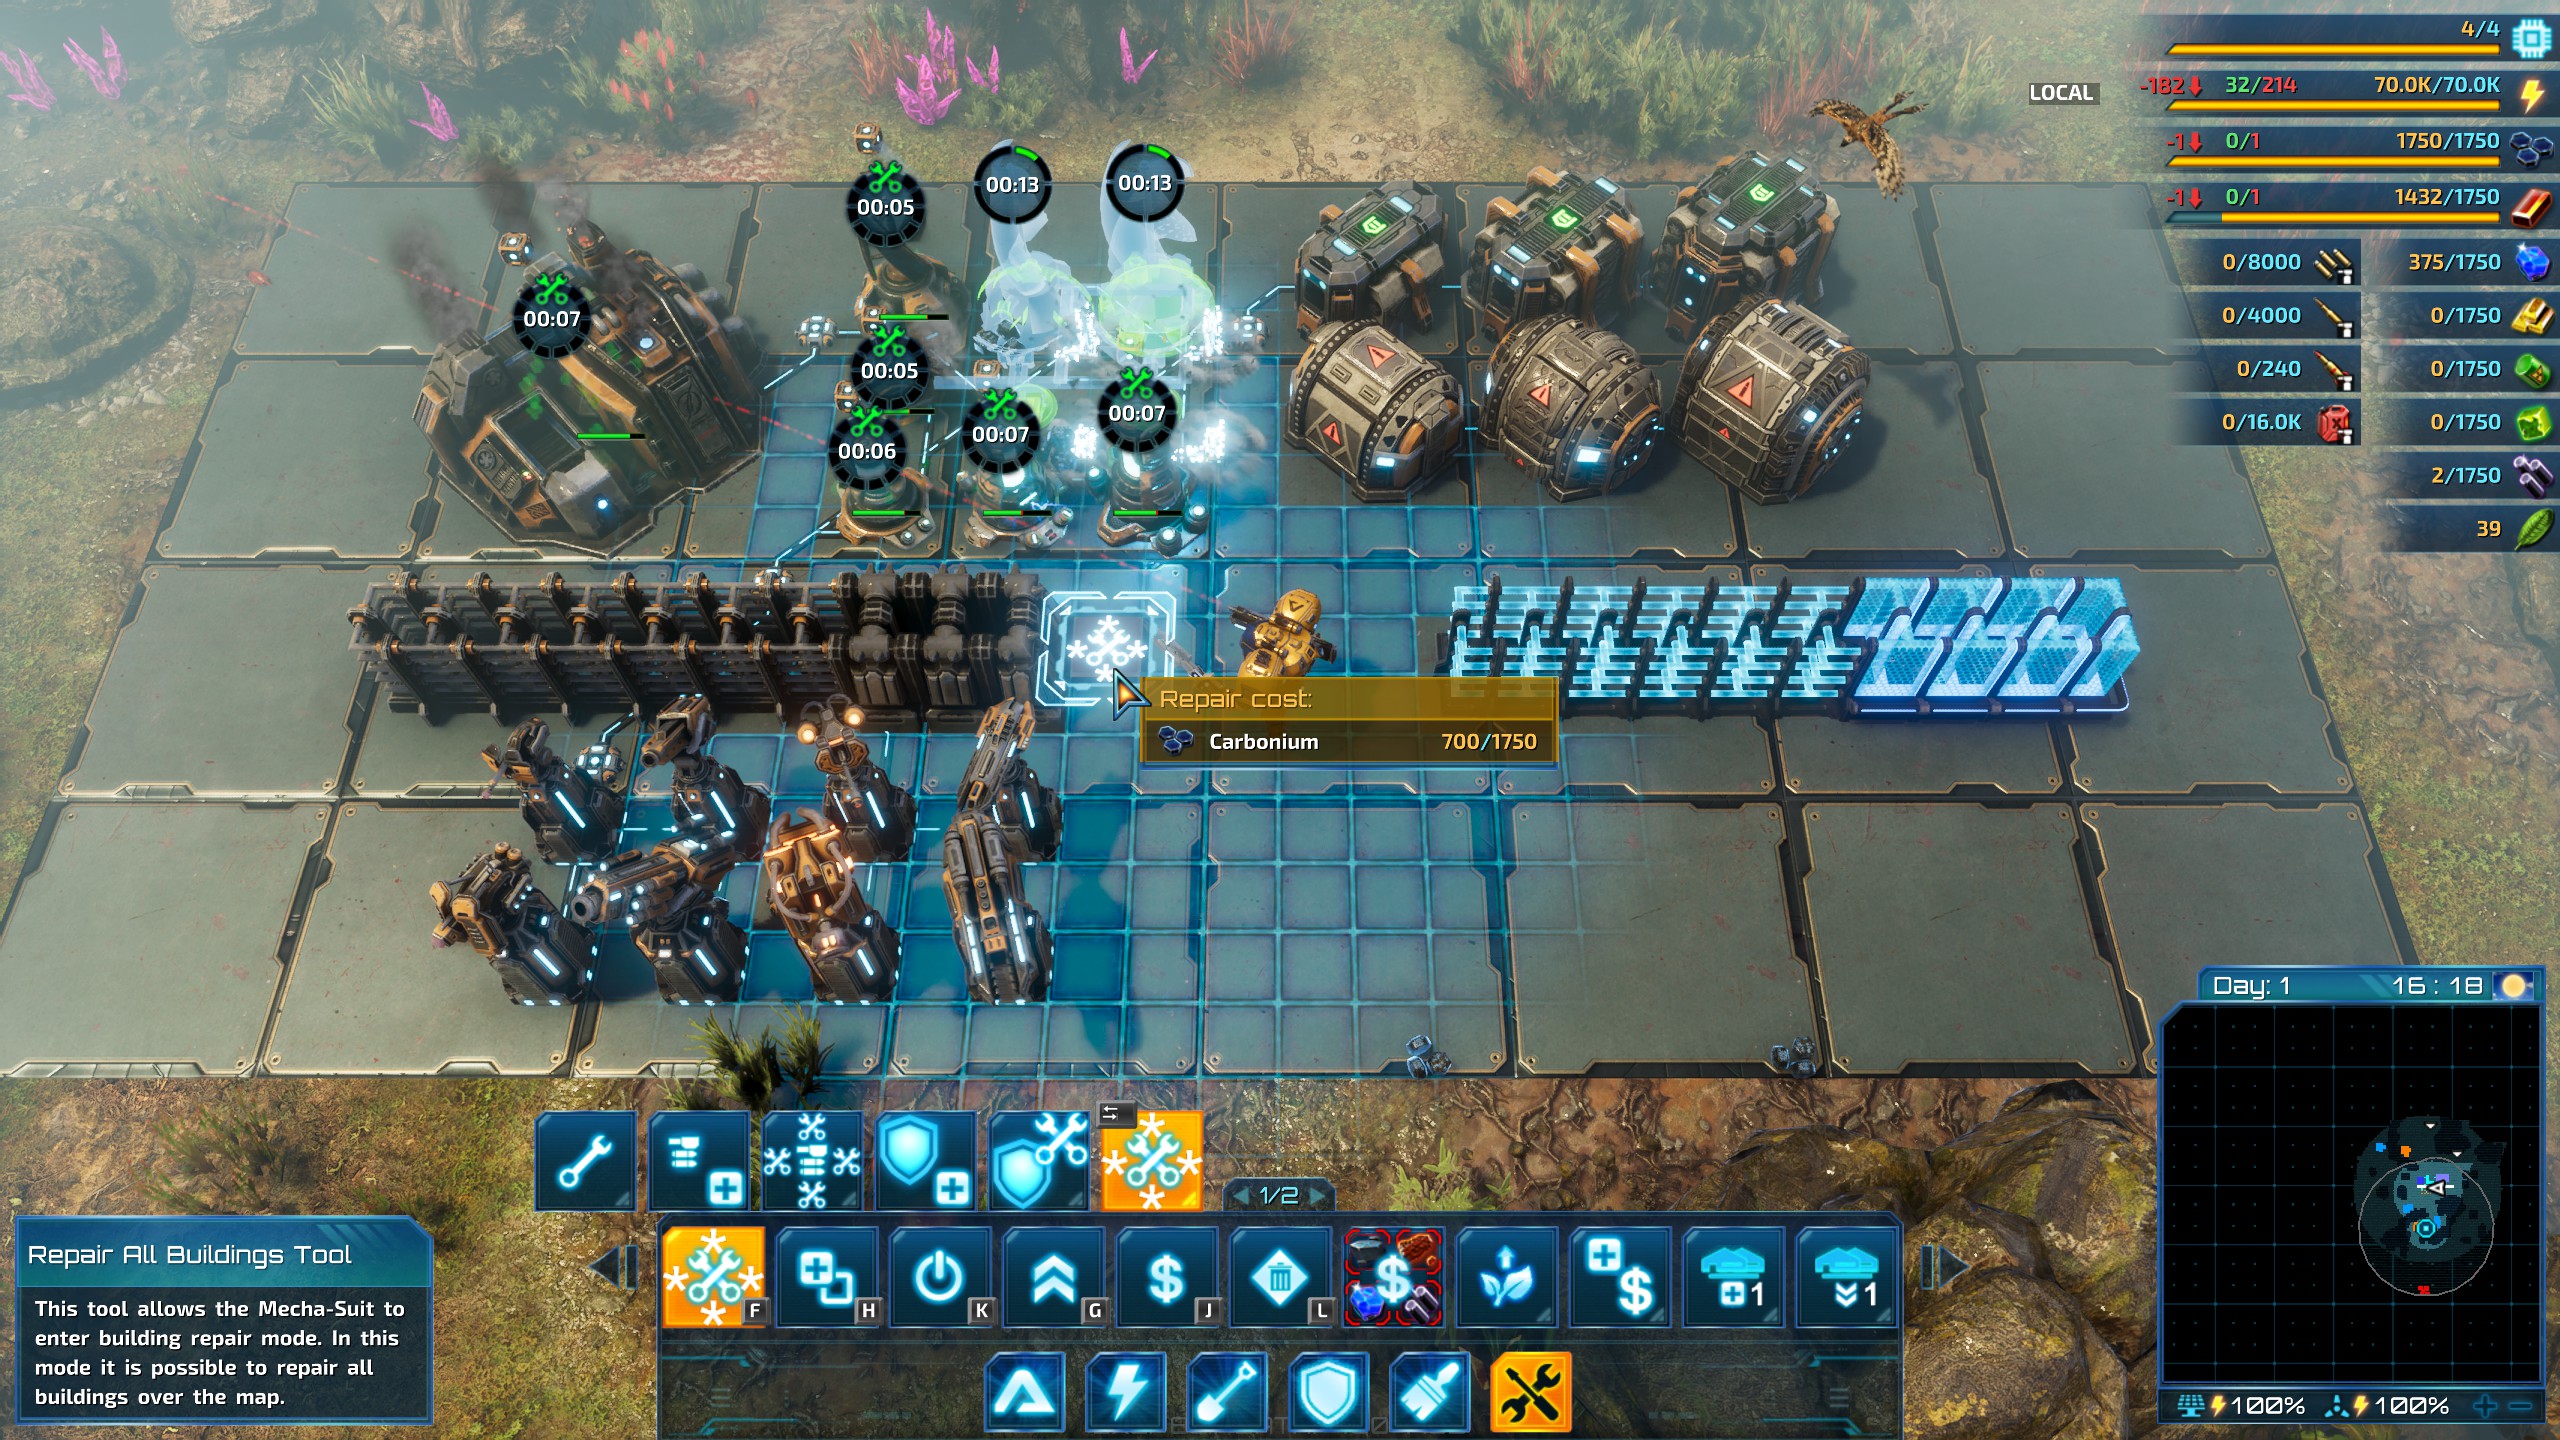 4/4
LOCAL
-182 32/214 70.0K/70.0K
-1 0/1 1750/1750
-1 0/1 1432/1750
0/8000 375/1750
0/4000 0/1750
0/240 0/1750
0/16.0K 0/1750
2/1750
39
00:05
00:13
00:13
00:07
00:05
00:06
00:07
00:07
Repair cost:
Carbonium 700/1750
Day: 1 16:18
1/2
F
H
K
G
$
J
L
$
$
1
1
Repair All Buildings Tool
This tool allows the Mecha-Suit to
enter building repair mode. In this
mode it is possible to repair all
buildings over the map.
100% 100%